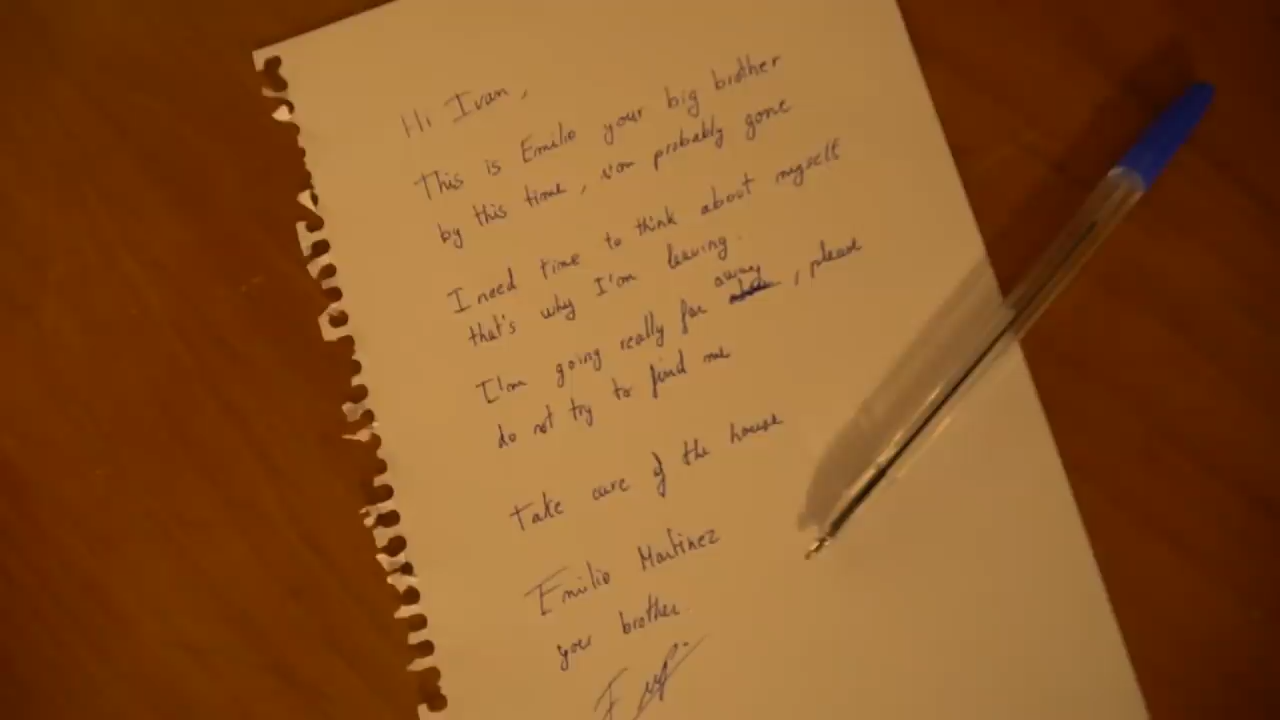 Hi Ivan,
This is Emilio your big brother
by this time, i'm probably gone
I need time to think about myself
that's why I'm leaving.
I'm going really far away, please
do not try to find me
Take care of the house
Emilio Martinez
your brother.